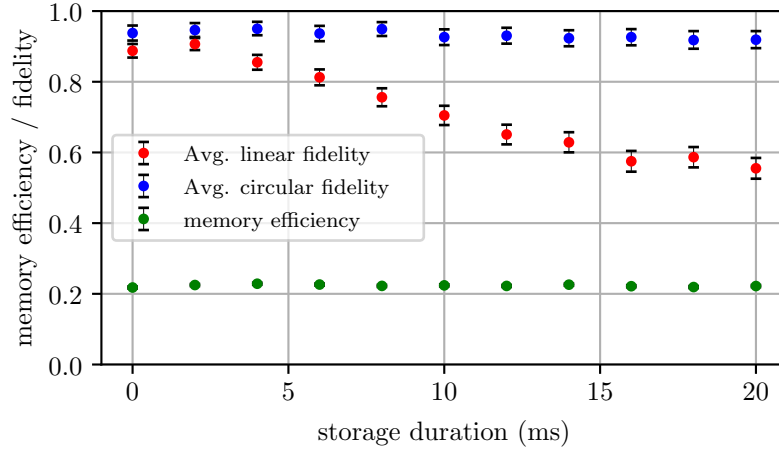 1.0
0.8
0.6
0.4
0.2
0.0
memory efficiency / fidelity
Avg. linear fidelity
Avg. circular fidelity
memory efficiency
0 5 10 15 20
storage duration (ms)